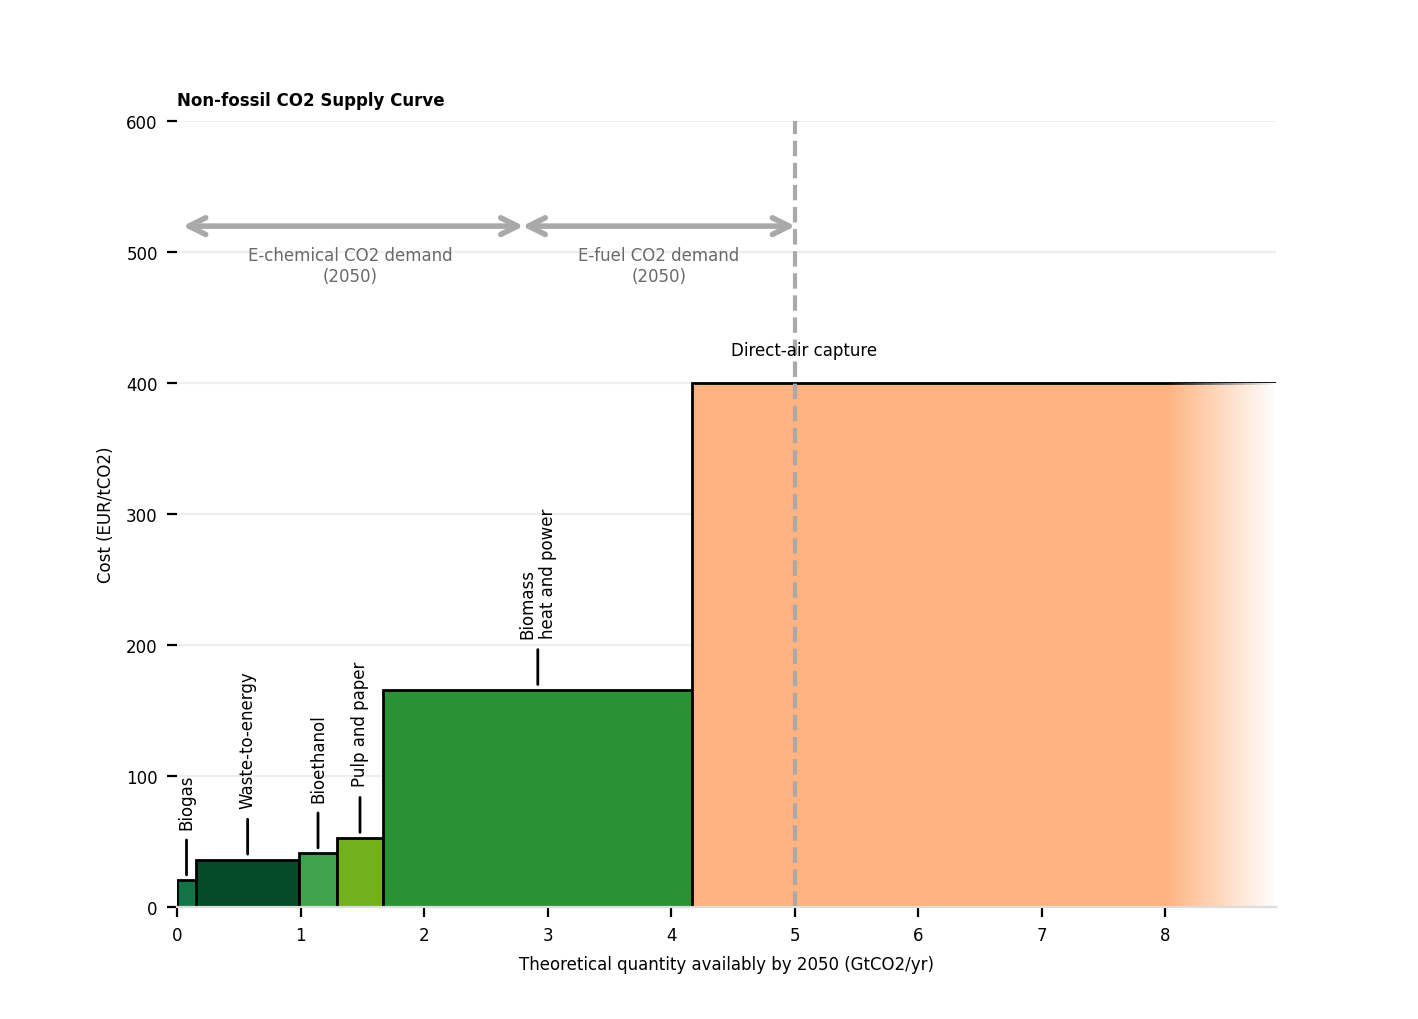 Non-fossil CO2 Supply Curve
600
500
400
300
200
100
0
Cost (EUR/tCO2)
E-chemical CO2 demand
(2050)
E-fuel CO2 demand
(2050)
Direct-air capture
Biogas
Waste-to-energy
Bioethanol
Pulp and paper
Biomass
heat and power
0 1 2 3 4 5 6 7 8
Theoretical quantity availably by 2050 (GtCO2/yr)